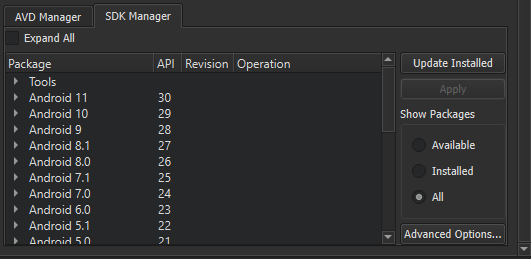 AVD Manager SDK Manager
Expand All
Package API Revision Operation
Update Installed
Tools
Apply
Android 11 30
Android 10 29
Show Packages
Android 9 28
Android 8.1 27
Available
Android 8.0 26
Android 7.1 25
Installed
Android 7.0 24
All
Android 6.0 23
Android 5.1 22
Advanced Options...
Android 5.0 21